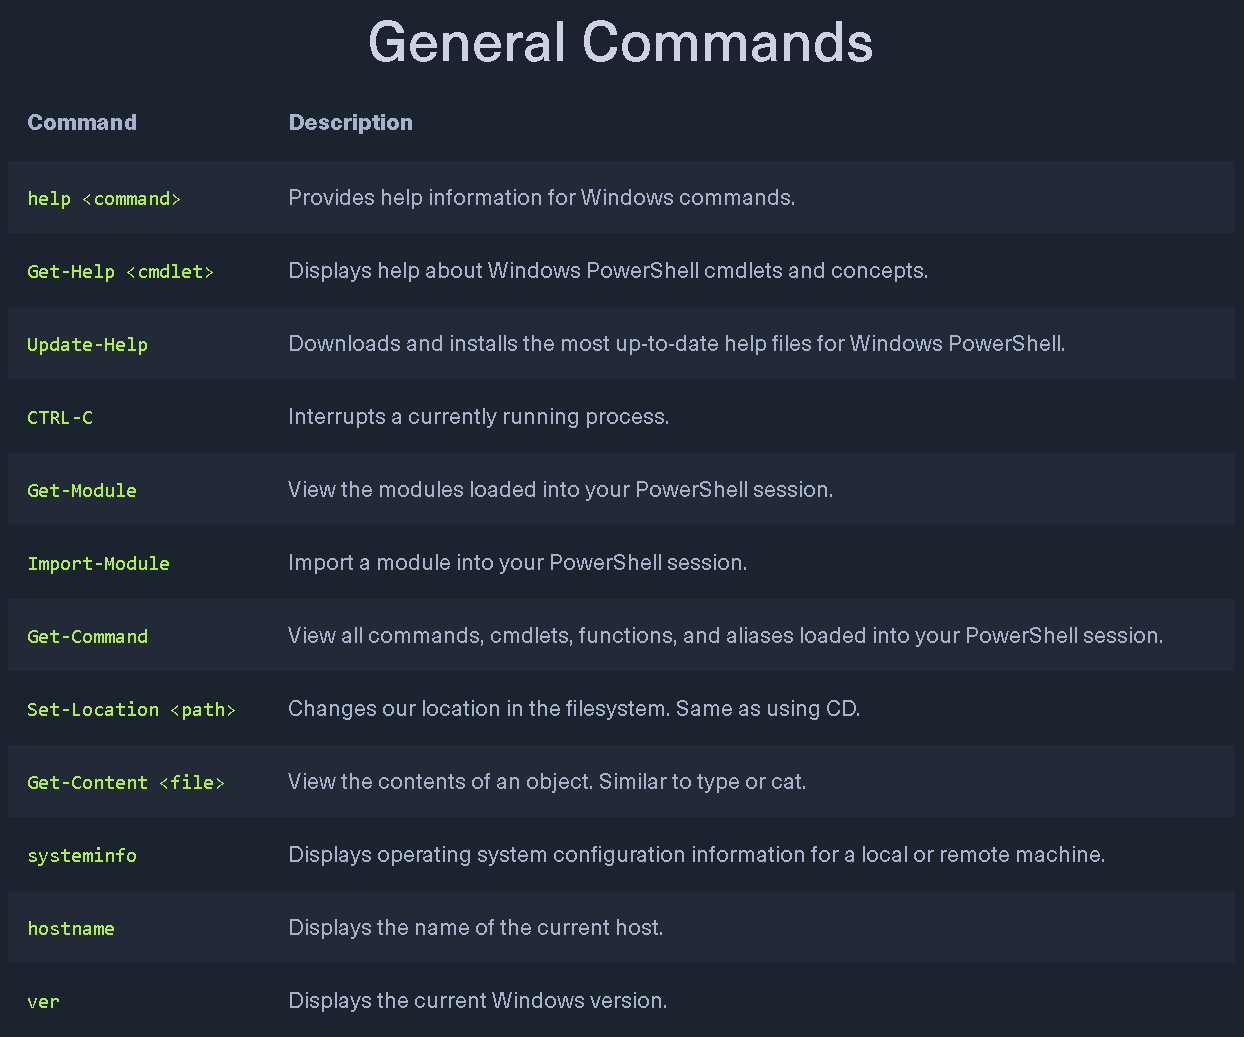 General Commands
Command Description
help <command> Provides help information for Windows commands.
Get-Help <cmdlet> Displays help about Windows PowerShell cmdlets and concepts.
Update-Help Downloads and installs the most up-to-date help files for Windows PowerShell.
CTRL-C Interrupts a currently running process.
Get-Module View the modules loaded into your PowerShell session.
Import-Module Import a module into your PowerShell session.
Get-Command View all commands, cmdlets, functions, and aliases loaded into your PowerShell session.
Set-Location <path> Changes our location in the filesystem. Same as using CD.
Get-Content <file> View the contents of an object. Similar to type or cat.
systeminfo Displays operating system configuration information for a local or remote machine.
hostname Displays the name of the current host.
ver Displays the current Windows version.